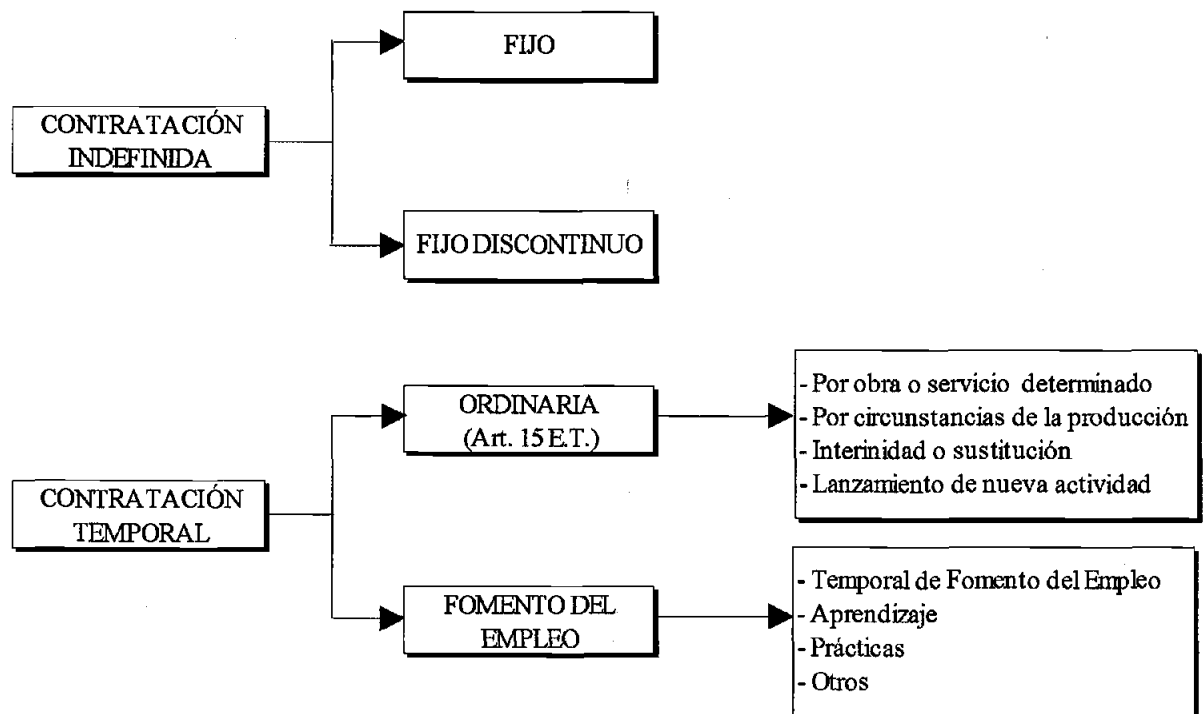 FIJO
CONTRATACIÓN
INDEFINIDA
FIJO DISCONTINUO
ORDINARIA
(Art. 15 E.T.)
- Por obra o servicio determinado
- Por circunstancias de la producción
- Interinidad o sustitución
- Lanzamiento de nueva actividad
CONTRATACIÓN
TEMPORAL
FOMENTO DEL
EMPLEO
- Temporal de Fomento del Empleo
- Aprendizaje
- Prácticas
- Otros